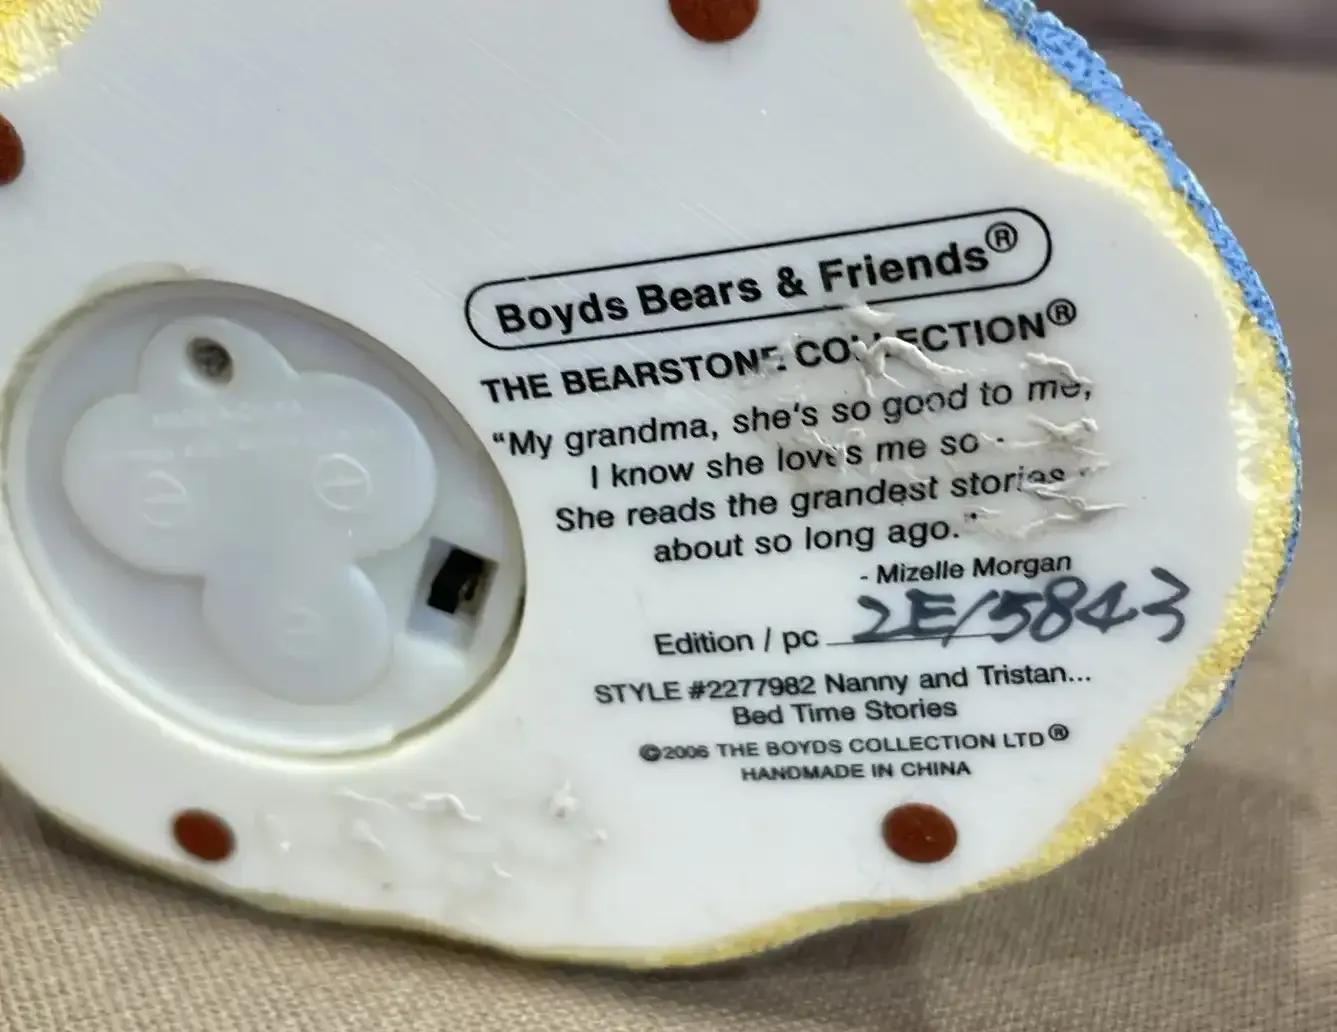 Boyds Bears & Friends®
THE BEARSTONE COLLECTION®
“My grandma, she's so good to me,
I know she loves me so
She reads the grandest stories
about so long ago.”
- Mizelle Morgan
Edition / pc 2E/5843
STYLE #2277982 Nanny and Tristan...
Bed Time Stories
©2006 THE BOYDS COLLECTION LTD®
HANDMADE IN CHINA